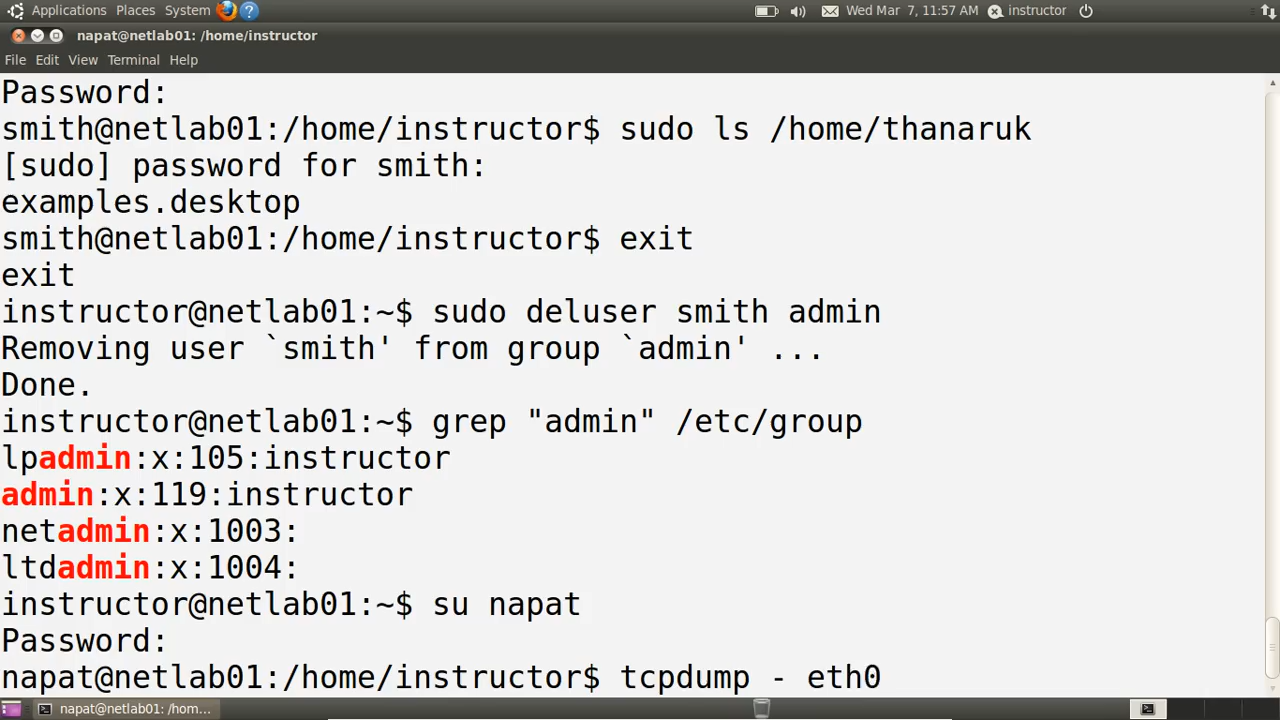 Applications Places System Wed Mar 7, 11:57 AM instructor
napat@netlab01: /home/instructor
File Edit View Terminal Help
Password:
smith@netlab01:/home/instructor$ sudo ls /home/thanaruk
[sudo] password for smith:
examples.desktop
smith@netlab01:/home/instructor$ exit
exit
instructor@netlab01:~$ sudo deluser smith admin
Removing user `smith' from group `admin' ...
Done.
instructor@netlab01:~$ grep "admin" /etc/group
lpadmin:x:105:instructor
admin:x:119:instructor
netadmin:x:1003:
ltdadmin:x:1004:
instructor@netlab01:~$ su napat
Password:
napat@netlab01:/home/instructor$ tcpdump - eth0
napat@netlab01: /hom...